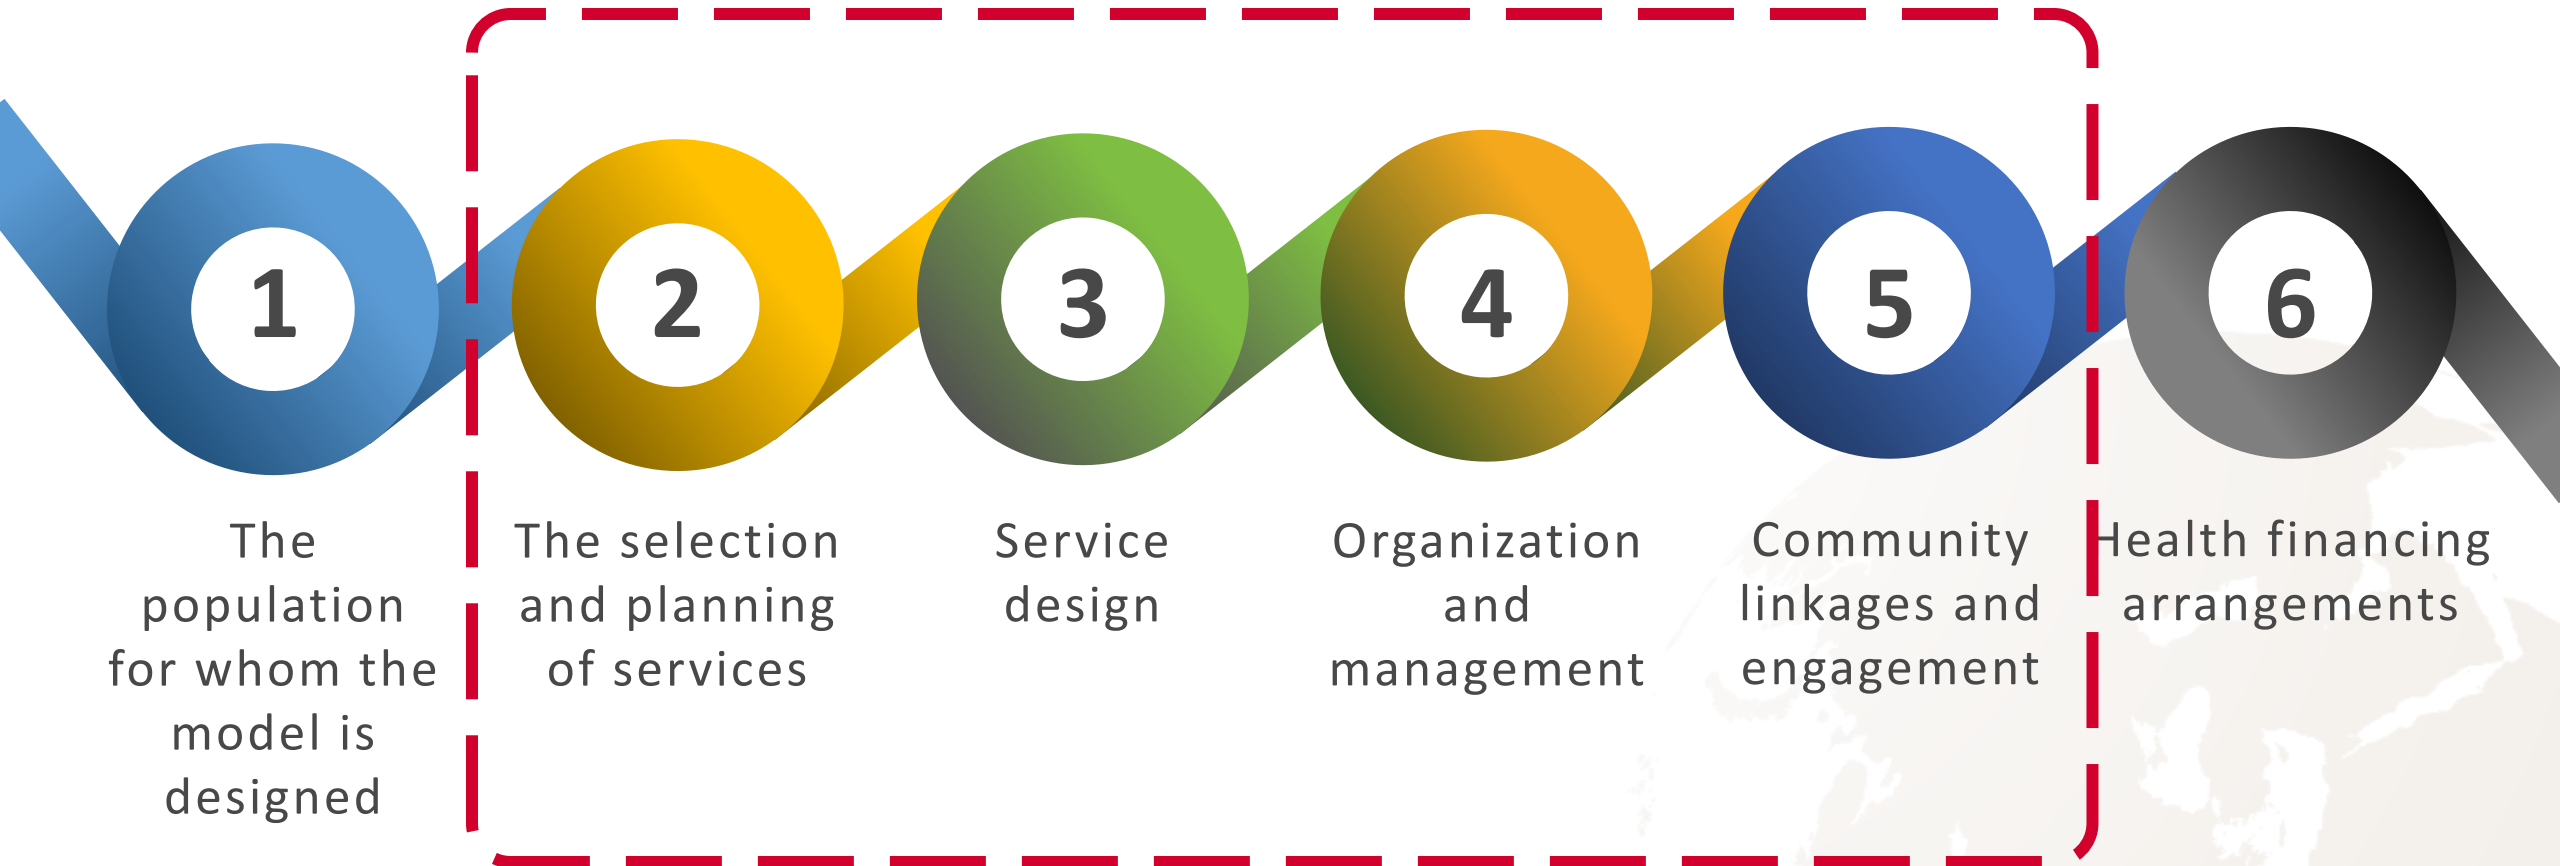 1
The
population
for whom the
model is
designed
2
The selection
and planning
of services
3
Service
design
4
Organization
and
management
5
Community
linkages and
engagement
6
Health financing
arrangements